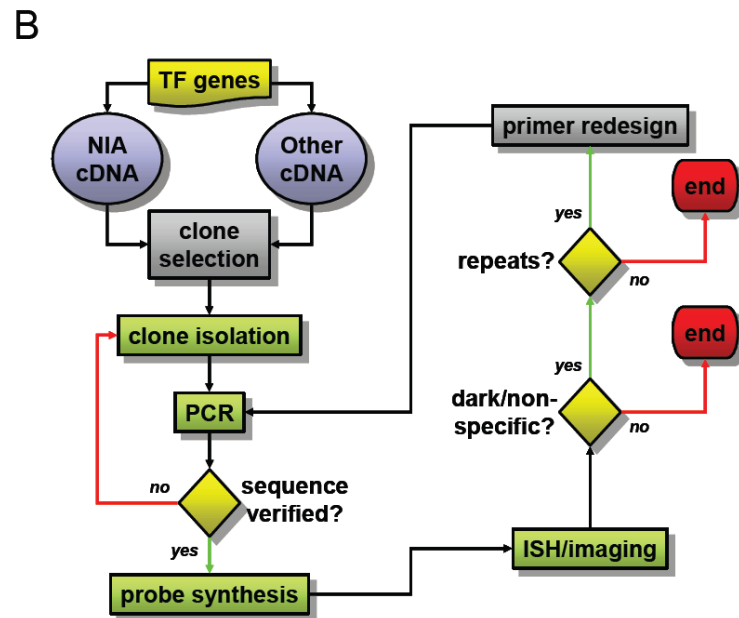 B
TF genes
NIA
cDNA
Other
cDNA
clone
selection
clone isolation
PCR
no
sequence
verified?
yes
probe synthesis
primer redesign
end
yes
repeats?
no
end
yes
dark/non-
specific?
no
ISH/imaging